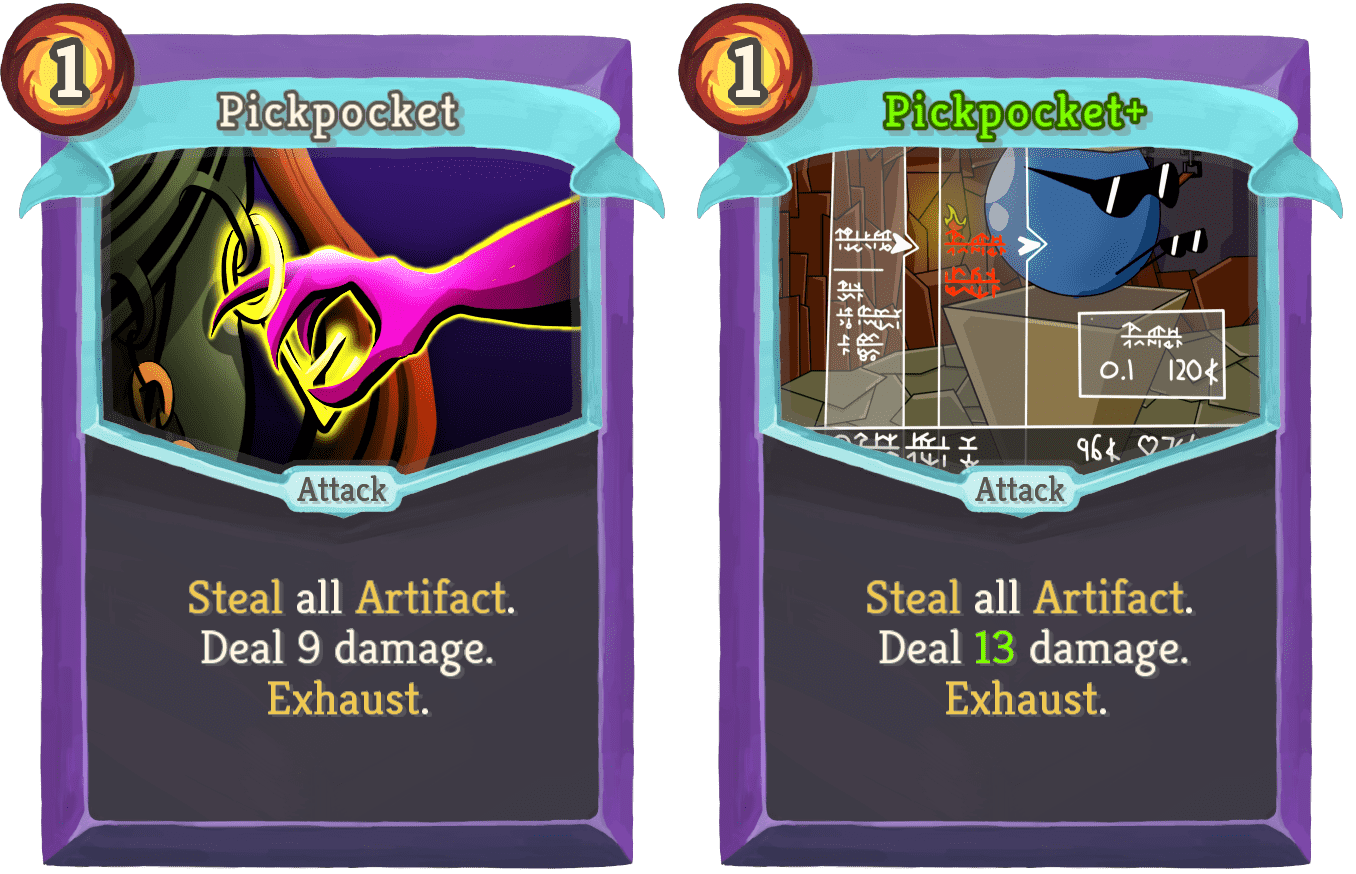 1
Pickpocket
Attack
Steal all Artifact.
Deal 9 damage.
Exhaust.
1
Pickpocket+
0.1 120
96
Attack
Steal all Artifact.
Deal 13 damage.
Exhaust.